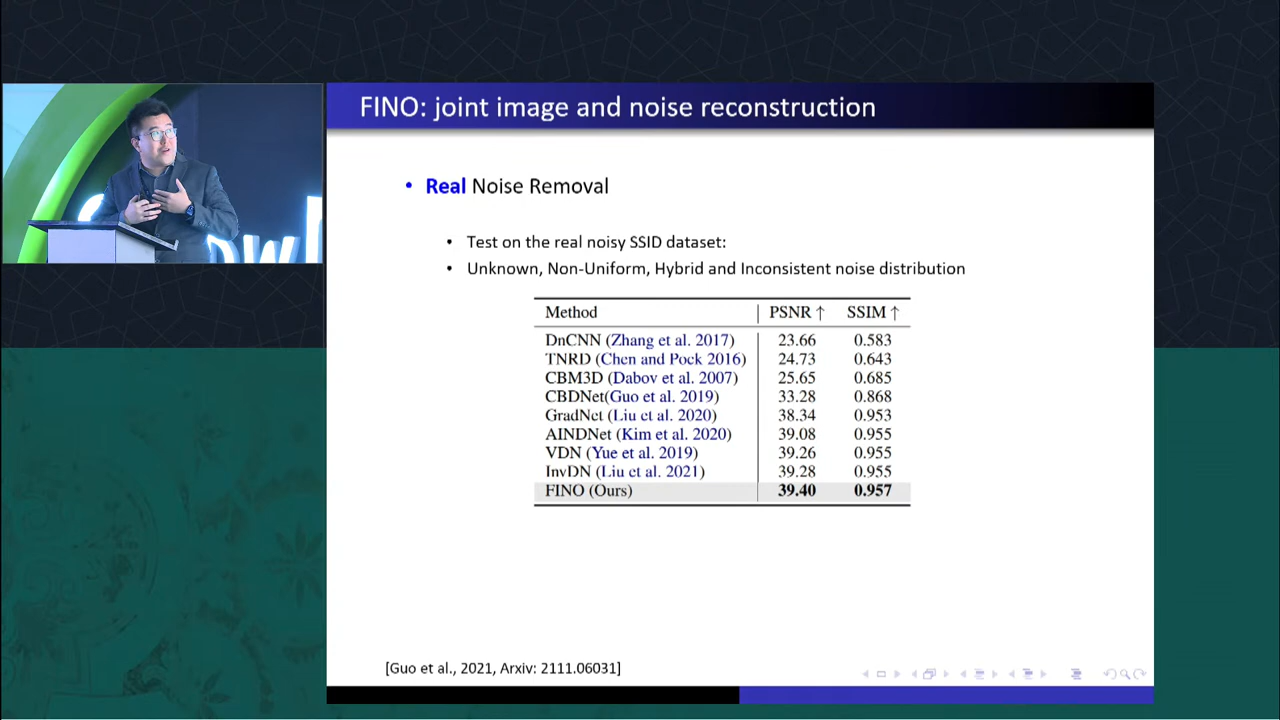 FINO: joint image and noise reconstruction
• Real Noise Removal
• Test on the real noisy SSID dataset:
• Unknown, Non-Uniform, Hybrid and Inconsistent noise distribution
Method PSNR ↑ SSIM ↑
DnCNN (Zhang et al. 2017) 23.66 0.583
TNRD (Chen and Pock 2016) 24.73 0.643
CBM3D (Dabov et al. 2007) 25.65 0.685
CBDNet(Guo et al. 2019) 33.28 0.868
GradNet (Liu et al. 2020) 38.34 0.953
AINDNet (Kim et al. 2020) 39.08 0.955
VDN (Yue et al. 2019) 39.26 0.955
InvDN (Liu et al. 2021) 39.28 0.955
FINO (Ours) 39.40 0.957
[Guo et al., 2021, Arxiv: 2111.06031]